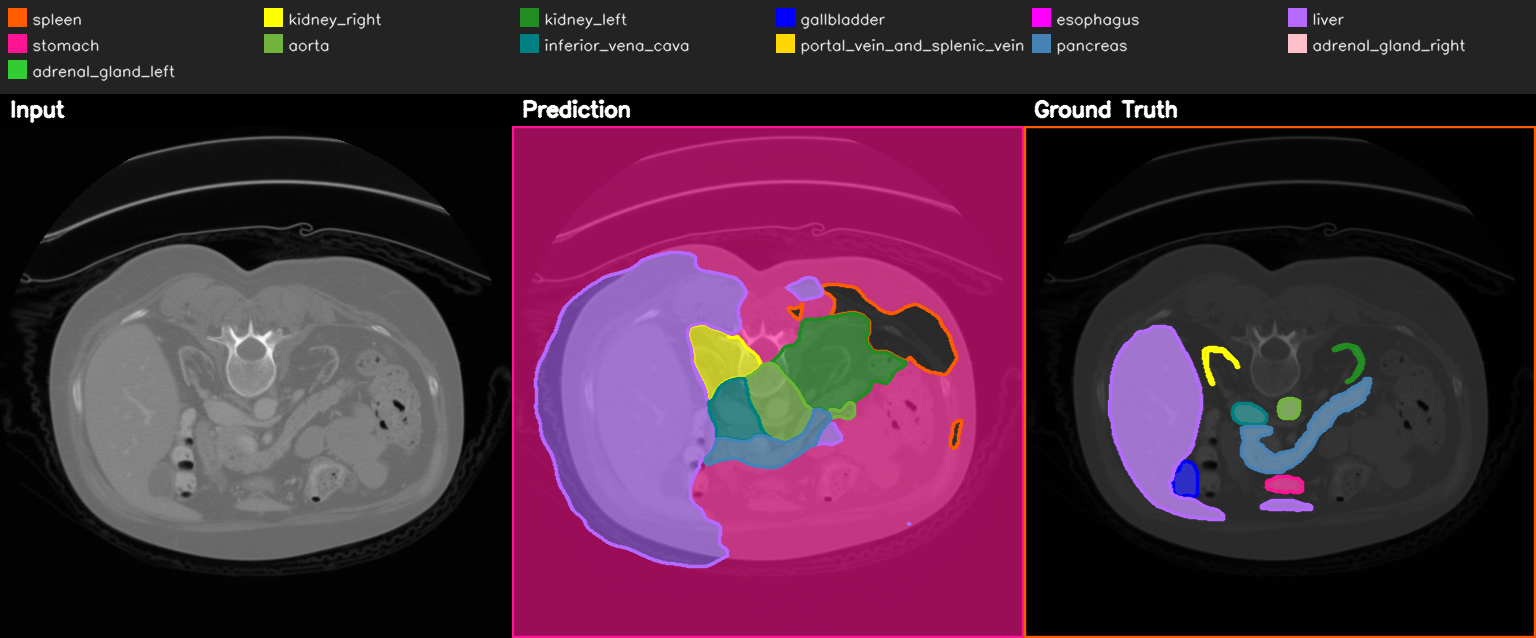 spleen kidney_right kidney_left gallbladder esophagus liver
stomach aorta inferior_vena_cava portal_vein_and_splenic_vein pancreas adrenal_gland_right
adrenal_gland_left
Input Prediction Ground Truth